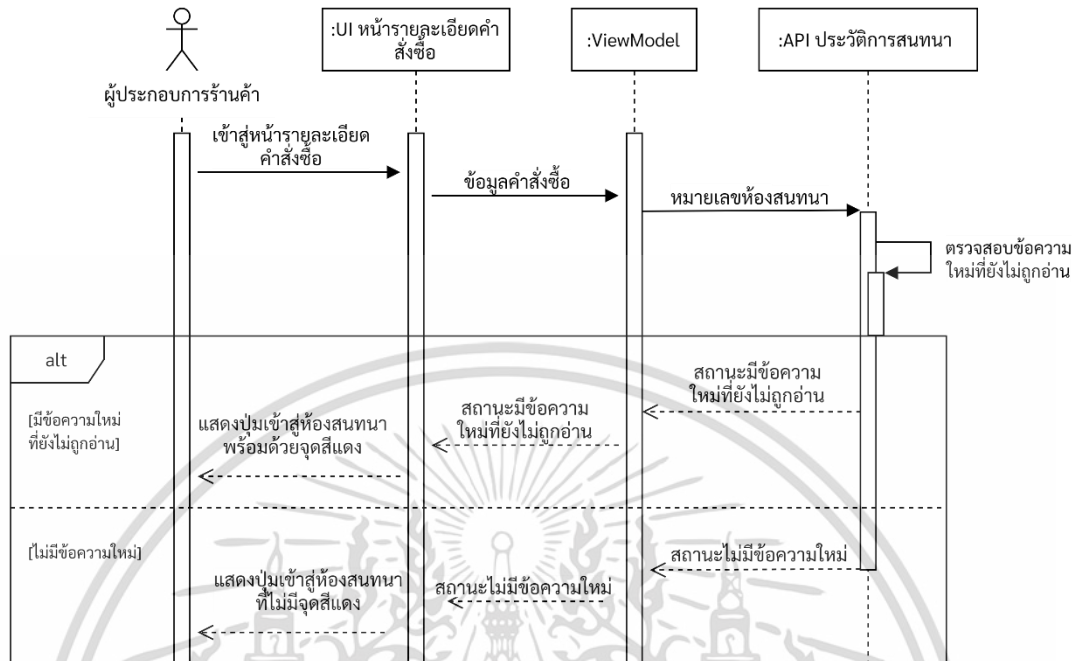 :UI หน้ารายละเอียดคำ
สั่งซื้อ
:ViewModel
:API ประวัติการสนทนา
ผู้ประกอบการร้านค้า
เข้าสู่หน้ารายละเอียด
คำสั่งซื้อ
ข้อมูลคำสั่งซื้อ
หมายเลขห้องสนทนา
ตรวจสอบข้อความ
ใหม่ที่ยังไม่ถูกอ่าน
alt
[มีข้อความใหม่
ที่ยังไม่ถูกอ่าน]
สถานะมีข้อความ
ใหม่ที่ยังไม่ถูกอ่าน
สถานะมีข้อความ
ใหม่ที่ยังไม่ถูกอ่าน
แสดงปุ่มเข้าสู่ห้องสนทนา
พร้อมด้วยจุดสีแดง
[ไม่มีข้อความใหม่]
สถานะไม่มีข้อความใหม่
สถานะไม่มีข้อความใหม่
แสดงปุ่มเข้าสู่ห้องสนทนา
ที่ไม่มีจุดสีแดง